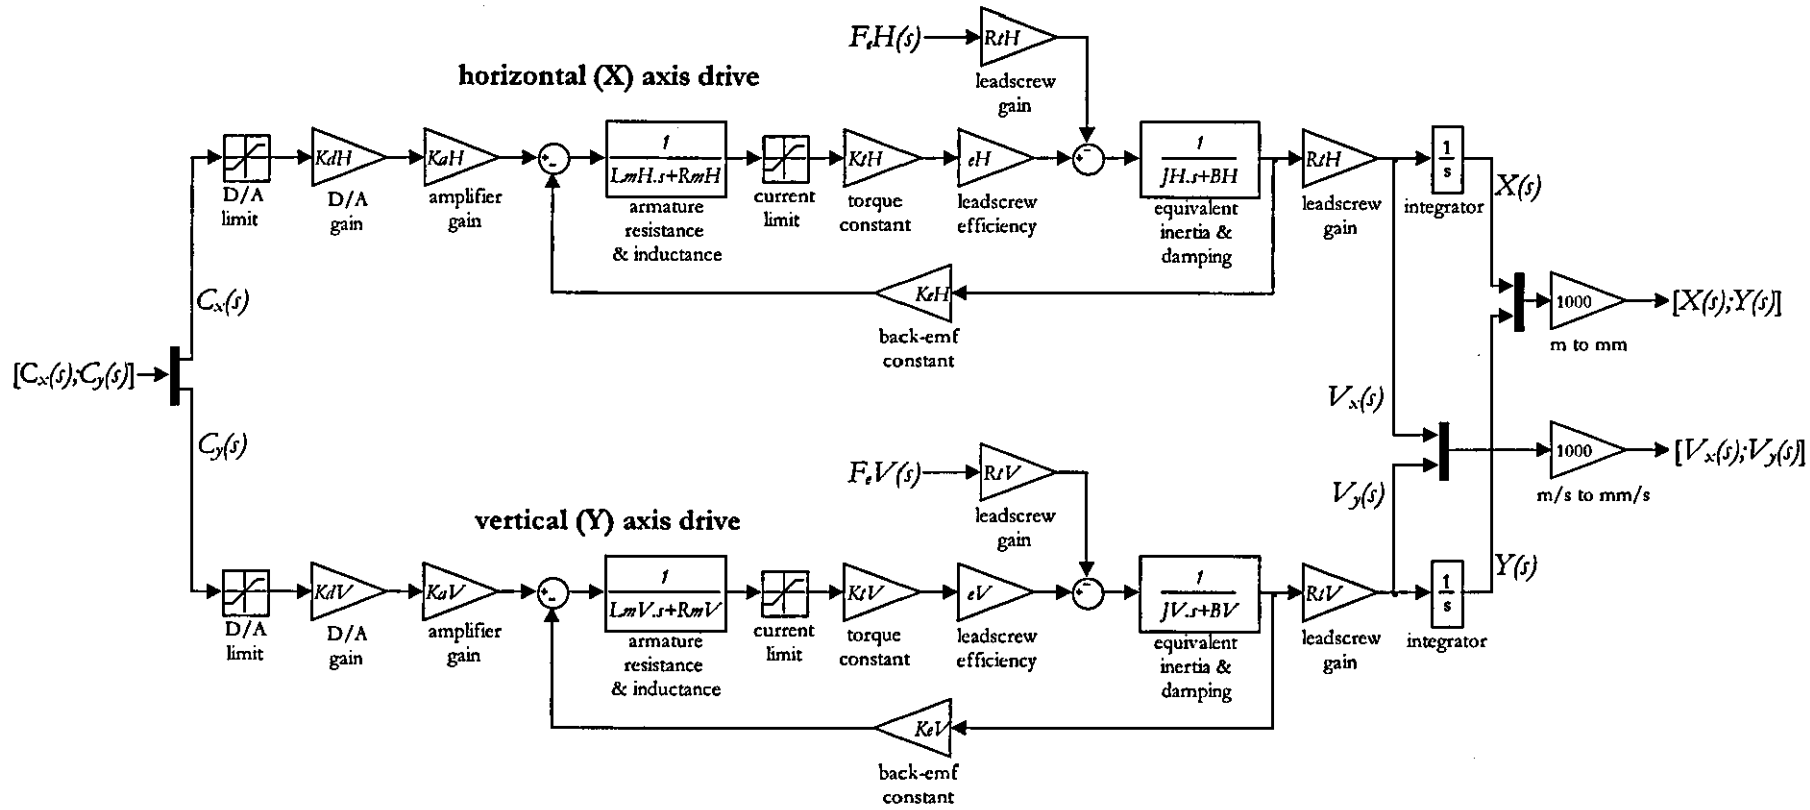 horizontal (X) axis drive
FeH(s)
RtH
leadscrew
gain
D/A
limit
KdH
D/A
gain
KaH
amplifier
gain
+
-
1
LmH.s+RmH
armature
resistance
& inductance
current
limit
KtH
torque
constant
eH
leadscrew
efficiency
+
-
1
JH.s+BH
equivalent
inertia &
damping
RtH
leadscrew
gain
1
s
integrator
X(s)
KeH
back-emf
constant
Cx(s)
[Cx(s);Cy(s)]
Cy(s)
1000
m to mm
[X(s);Y(s)]
Vx(s)
Vy(s)
1000
m/s to mm/s
[Vx(s);Vy(s)]
vertical (Y) axis drive
FeV(s)
RtV
leadscrew
gain
D/A
limit
KdV
D/A
gain
KaV
amplifier
gain
+
-
1
LmV.s+RmV
armature
resistance
& inductance
current
limit
KtV
torque
constant
eV
leadscrew
efficiency
+
-
1
JV.s+BV
equivalent
inertia &
damping
RtV
leadscrew
gain
1
s
integrator
Y(s)
KeV
back-emf
constant